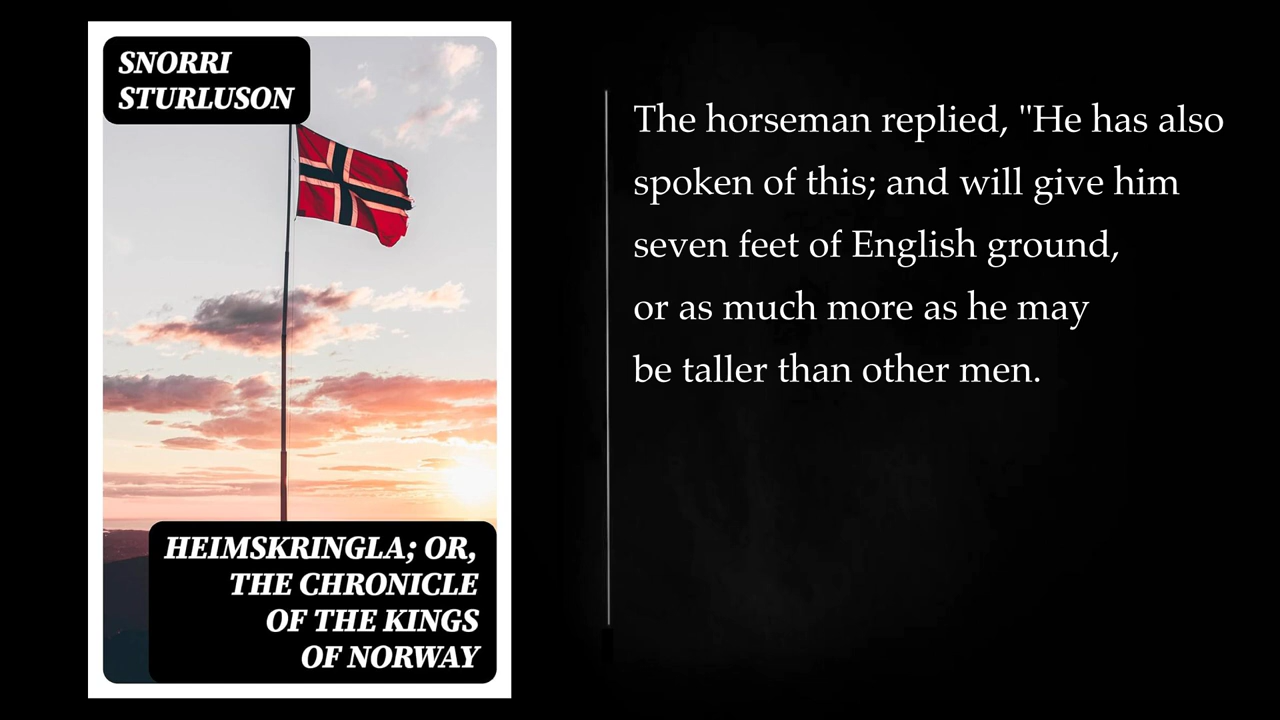 SNORRI
STURLUSON
HEIMSKRINGLA; OR,
THE CHRONICLE
OF THE KINGS
OF NORWAY
The horseman replied, "He has also
spoken of this; and will give him
seven feet of English ground,
or as much more as he may
be taller than other men.